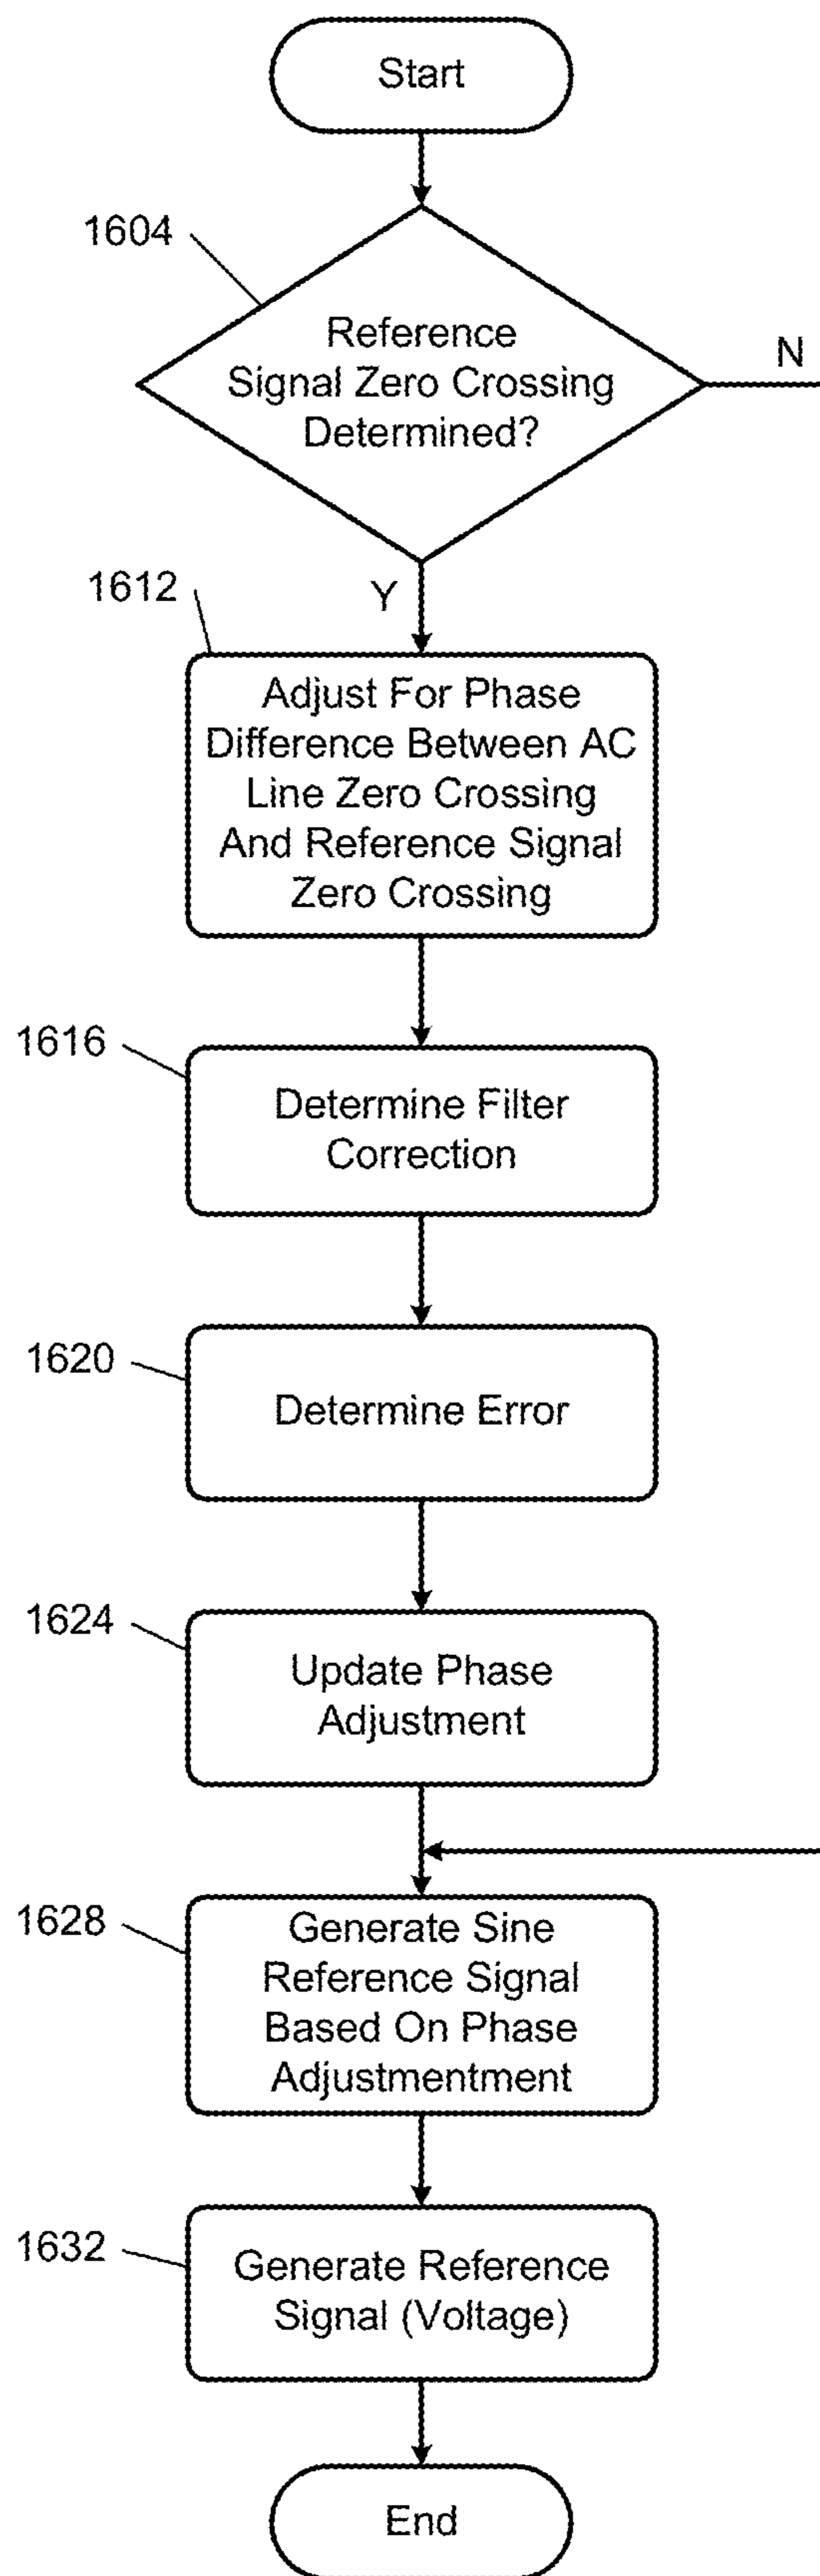 Start
1604
Reference
Signal Zero Crossing
Determined?
N
Y
1612
Adjust For Phase
Difference Between AC
Line Zero Crossing
And Reference Signal
Zero Crossing
1616
Determine Filter
Correction
1620
Determine Error
1624
Update Phase
Adjustment
1628
Generate Sine
Reference Signal
Based On Phase
Adjustmentment
1632
Generate Reference
Signal (Voltage)
End